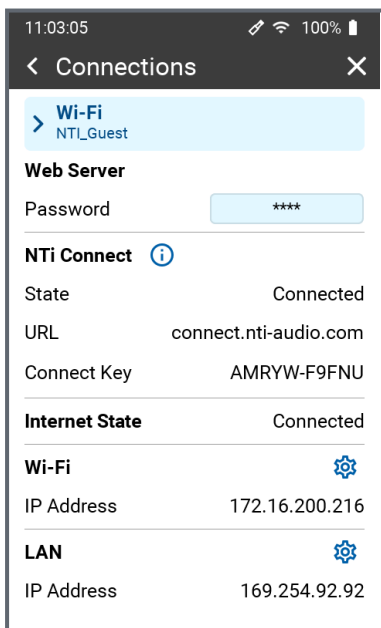 11:03:05 100%
Connections
Wi-Fi
NTI_Guest
Web Server
Password ****
NTi Connect
State Connected
URL connect.nti-audio.com
Connect Key AMRYW-F9FNU
Internet State Connected
Wi-Fi
IP Address 172.16.200.216
LAN
IP Address 169.254.92.92